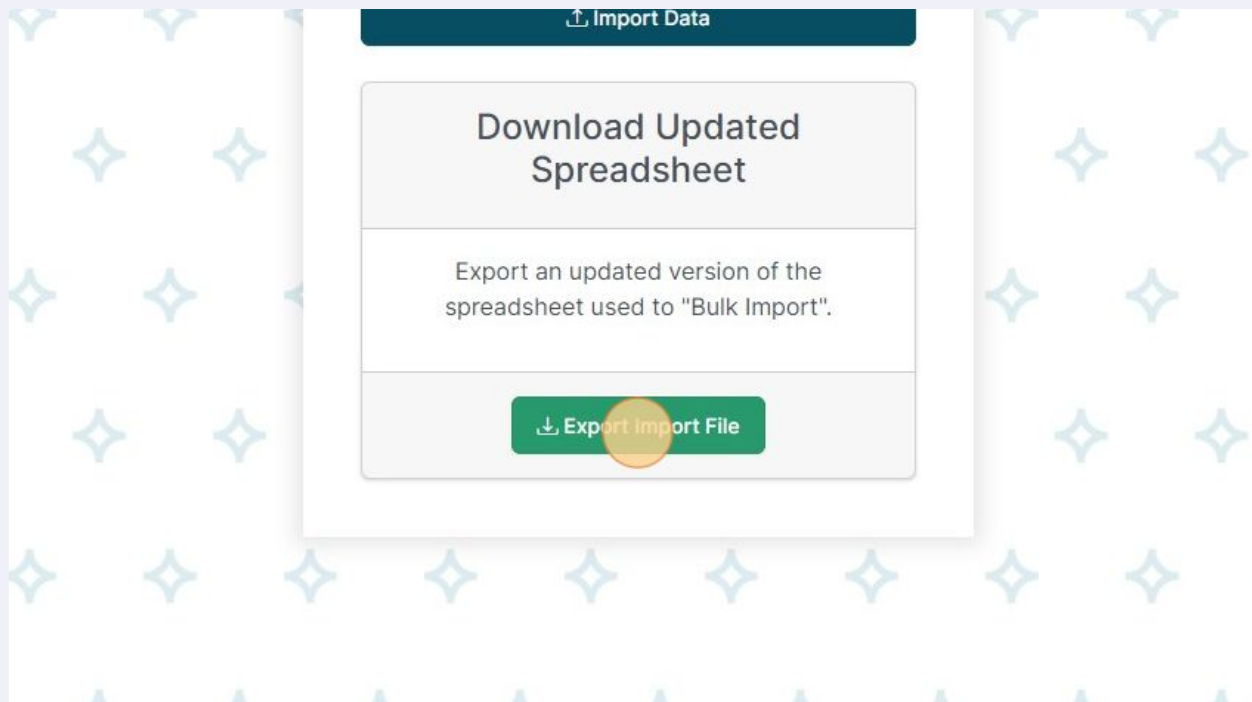 Import Data
Download Updated
Spreadsheet
Export an updated version of the
spreadsheet used to "Bulk Import".
Export Import File